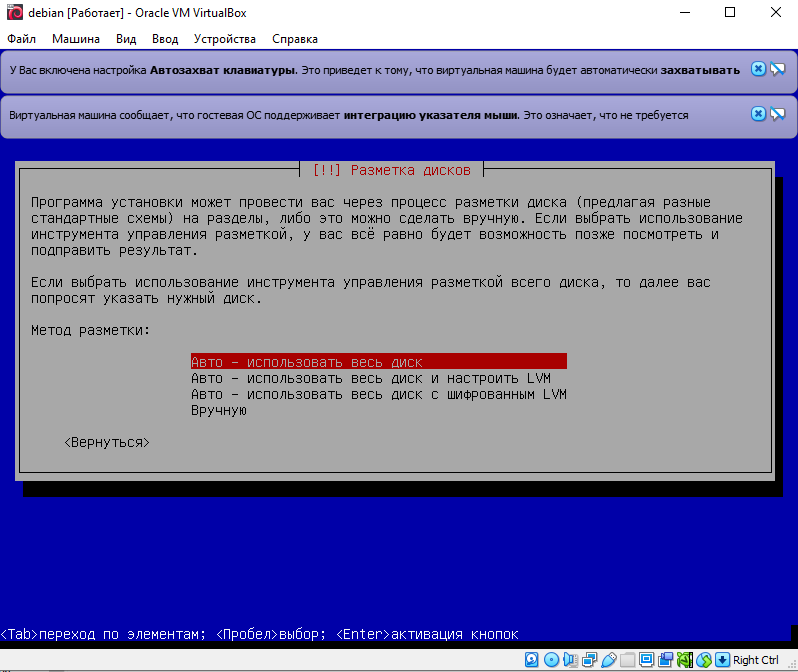 debian [Работает] - Oracle VM VirtualBox
Файл Машина Вид Ввод Устройства Справка
У Вас включена настройка Автозахват клавиатуры. Это приведет к тому, что виртуальная машина будет автоматически захватывать
Виртуальная машина сообщает, что гостевая ОС поддерживает интеграцию указателя мыши. Это означает, что не требуется
[!!] Разметка дисков
Программа установки может провести вас через процесс разметки диска (предлагая разные
стандартные схемы) на разделы, либо это можно сделать вручную. Если выбрать использование
инструмента управления разметкой, у вас всё равно будет возможность позже посмотреть и
подправить результат.
Если выбрать использование инструмента управления разметкой всего диска, то далее вас
попросят указать нужный диск.
Метод разметки:
Авто - использовать весь диск
Авто - использовать весь диск и настроить LVM
Авто - использовать весь диск с шифрованным LVM
Вручную
<Вернуться>
<Tab>переход по элементам; <Пробел>выбор; <Enter>активация кнопок
Right Ctrl